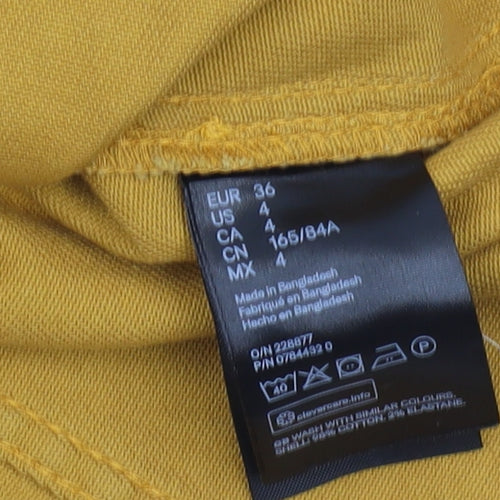 EUR 36
US 4
CA 4
CN 165/84A
MX 4
Made in Bangladesh
Fabriqué en Bangladesh
Hecho en Bangladesh
O/N 228877
P/N 0784492 0
40 P
clevercare.info
GB WASH WITH SIMILAR COLOURS.
SHELL: 98% COTTON. 2% ELASTANE.